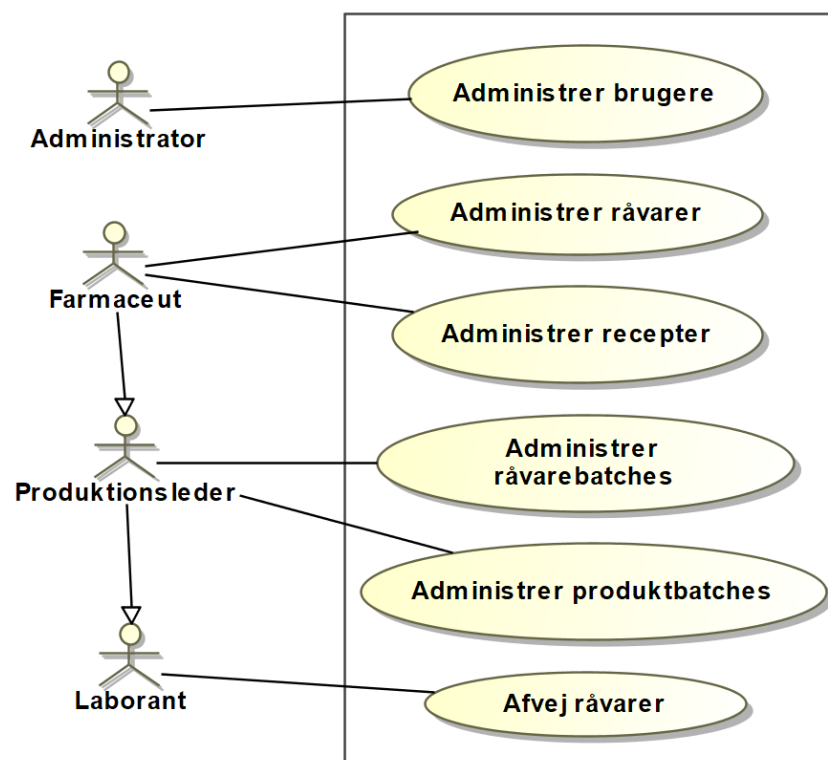 Administrer brugere
Administrator
Administrer råvarer
Farmaceut
Administrer recepter
Administrer
råvarebatches
Produktionsleder
Administrer produktbatches
Laborant
Afvej råvarer